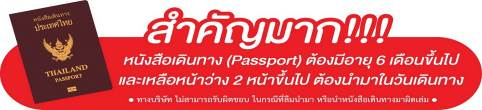 หนังสือเดินทาง
ประเทศไทย
THAILAND
PASSPORT
สำคัญมาก!!!!
หนังสือเดินทาง (Passport) ต้องมีอายุ 6 เดือนขึ้นไป
และเหลือหน้าว่าง 2 หน้าขึ้นไป ต้องนำมาในวันเดินทาง
• ทางบริษัท ไม่สามารถรับผิดชอบ ในกรณีที่ลืมนำมา หรือนำหนังสือเดินทางมาผิดเล่ม •